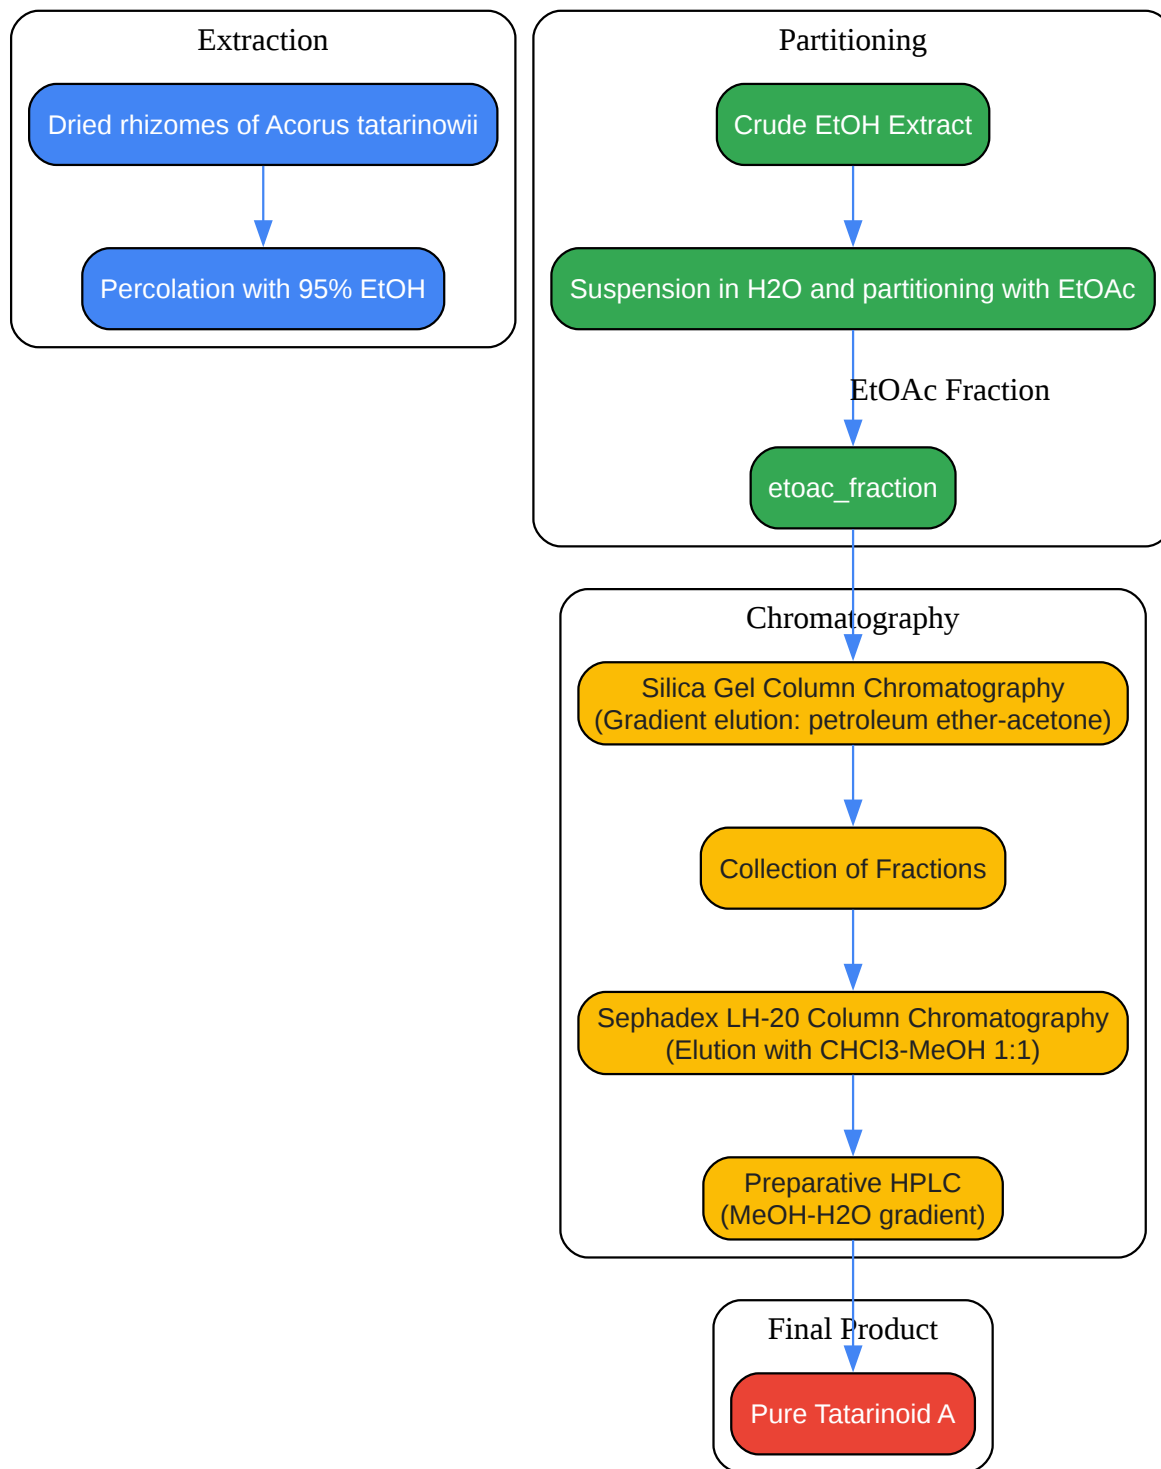 Extraction
Dried rhizomes of Acorus tatarinowii
Percolation with 95% EtOH
Partitioning
Crude EtOH Extract
Suspension in H2O and partitioning with EtOAc
EtOAc Fraction
etoac_fraction
Chromatography
Silica Gel Column Chromatography
(Gradient elution: petroleum ether-acetone)
Collection of Fractions
Sephadex LH-20 Column Chromatography
(Elution with CHCl3-MeOH 1:1)
Preparative HPLC
(MeOH-H2O gradient)
Final Product
Pure Tatarinoid A